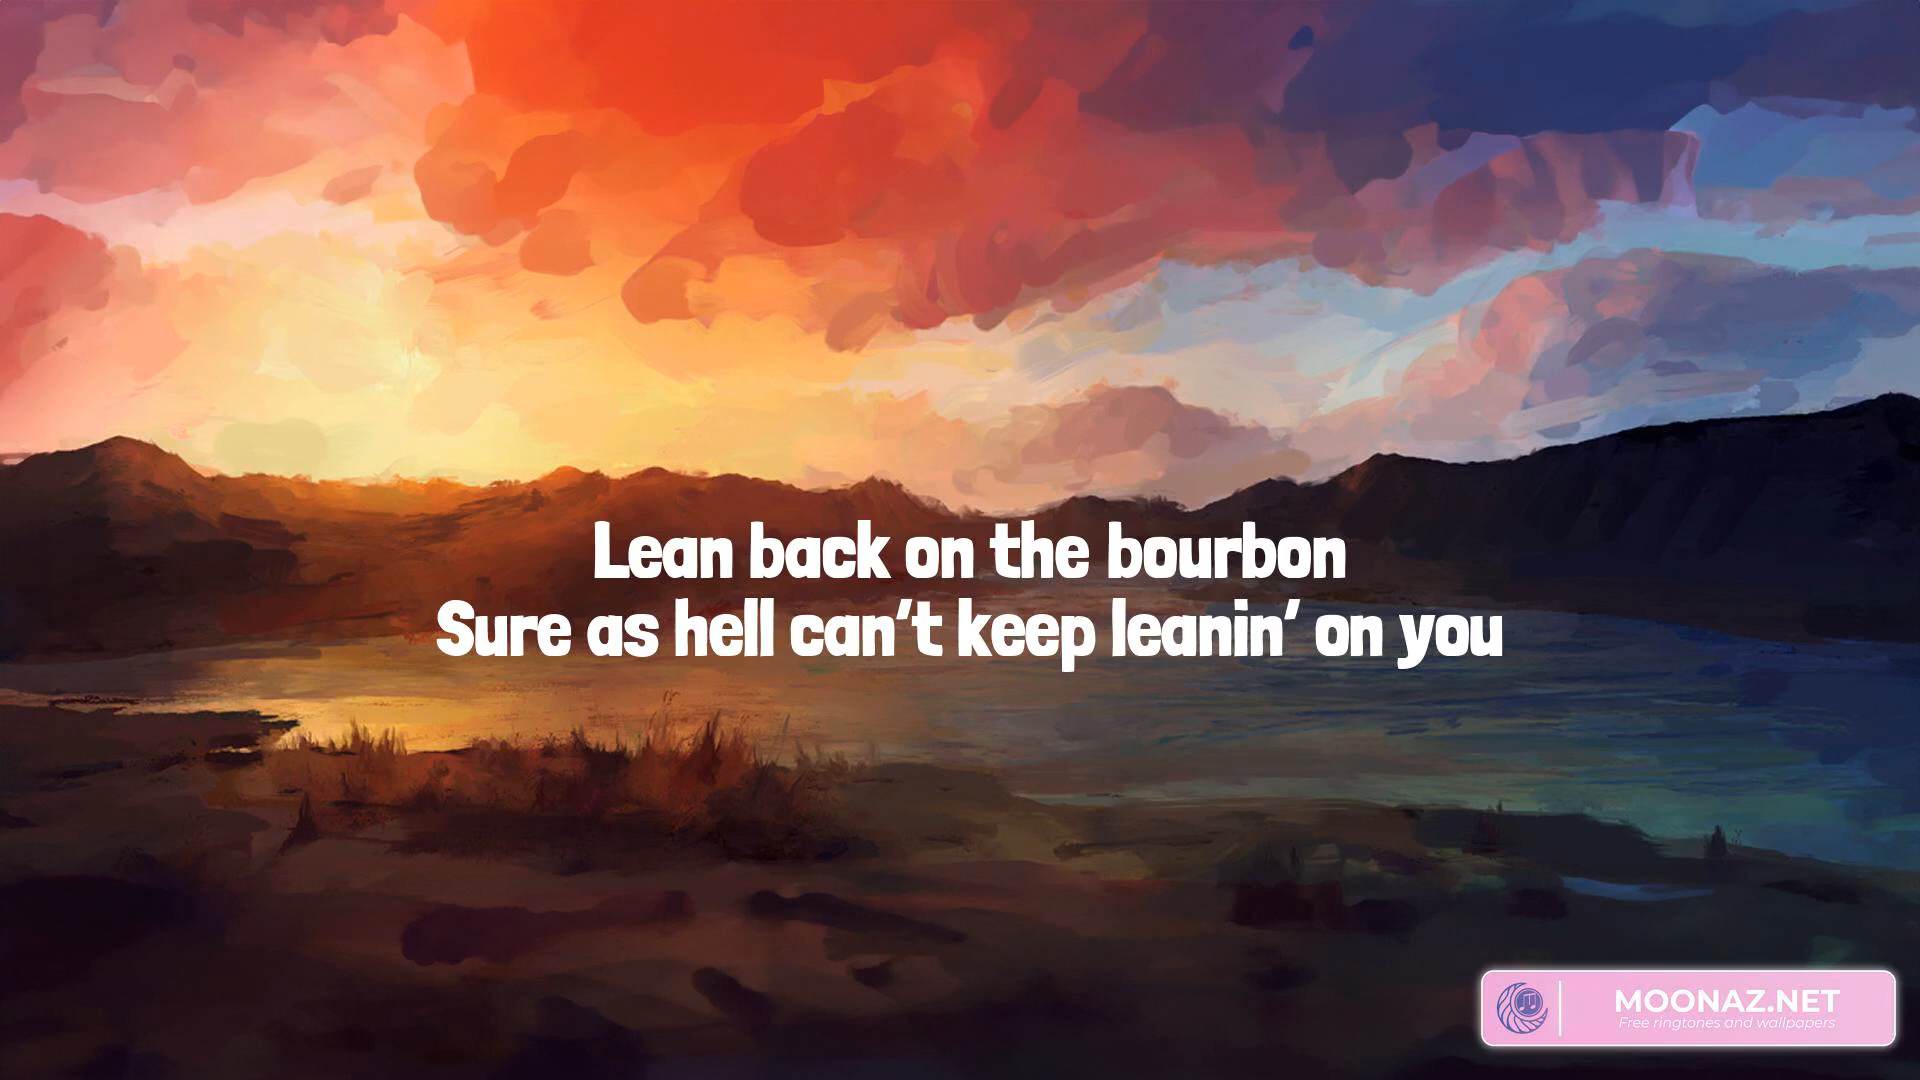 Lean back on the bourbon
Sure as hell can't keep leanin' on you
MOONAZ.NET
Free ringtones and wallpapers